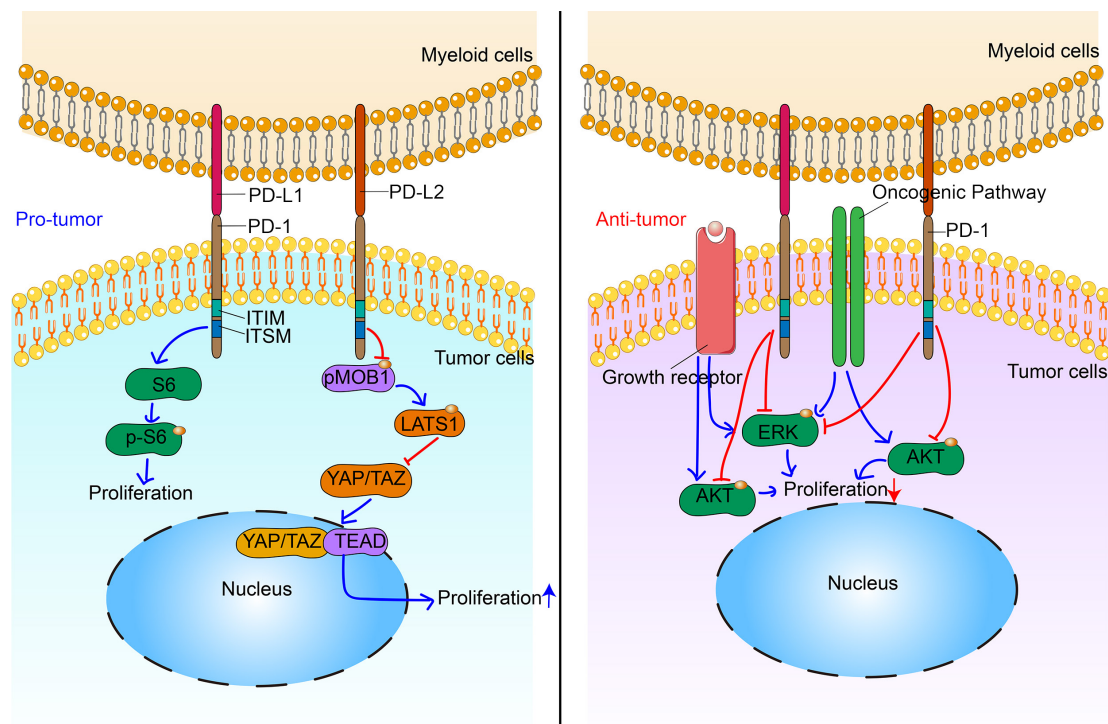 Myeloid cells
PD-L1
PD-L2
Pro-tumor
PD-1
ITIM
ITSM
Tumor cells
S6
pMOB1
LATS1
p-S6
YAP/TAZ
Proliferation
YAP/TAZ
TEAD
Nucleus
Proliferation
Myeloid cells
Oncogenic Pathway
Anti-tumor
PD-1
Growth receptor
Tumor cells
ERK
AKT
AKT
Proliferation
Nucleus